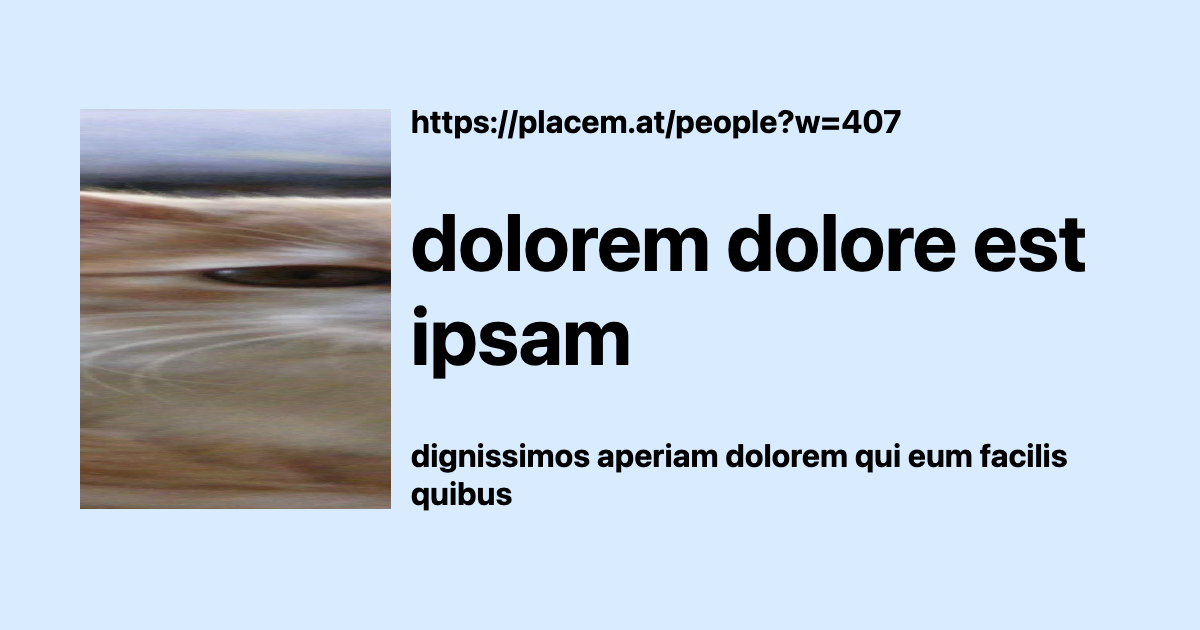 https://placem.at/people?w=407
dolorem dolore est
ipsam
dignissimos aperiam dolorem qui eum facilis
quibus